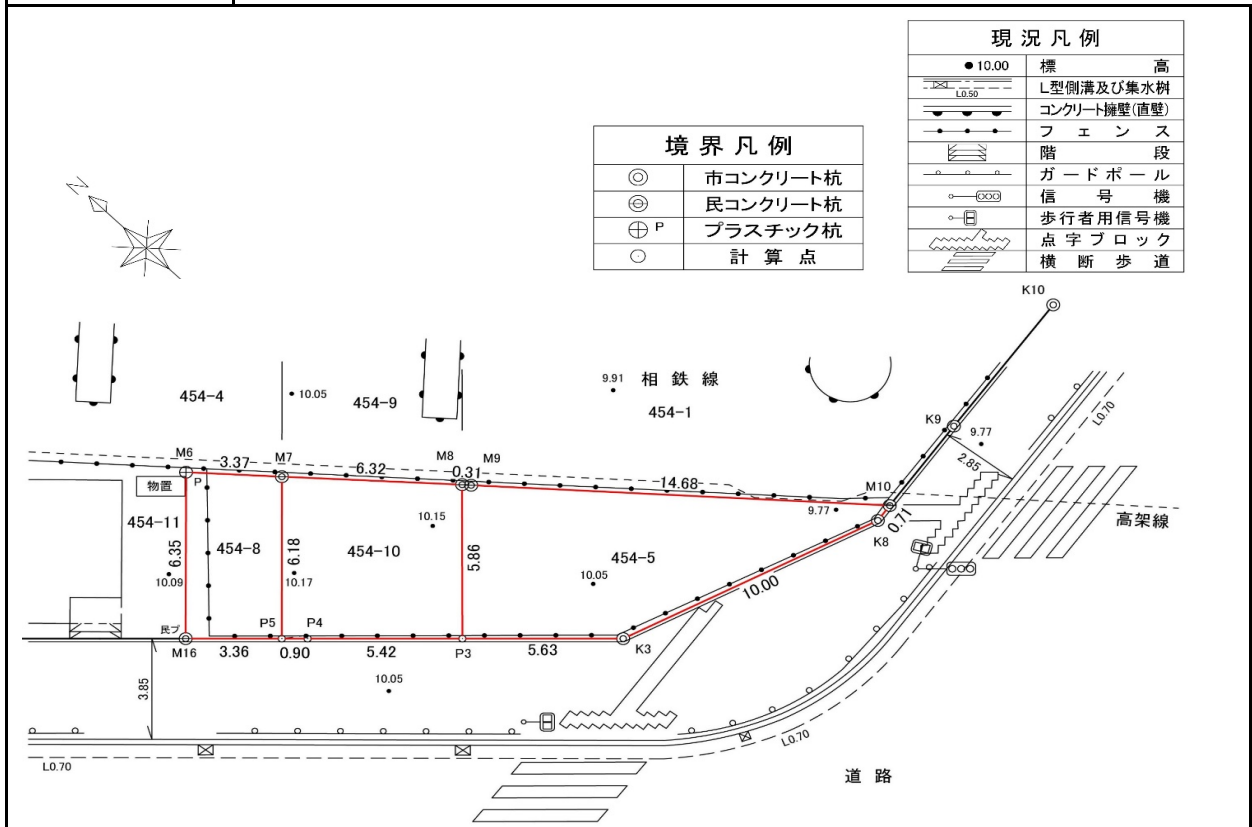 現況凡例
10.00 標高
L0.50 L型側溝及び集水桝
コンクリート擁壁(直壁)
フェンス
階段
ガードポール
信号機
歩行者用信号機
点字ブロック
横断歩道
境界凡例
市コンクリート杭
民コンクリート杭
P プラスチック杭
計算点
N
K10
9.91 相鉄線
454-4
10.05
454-9
454-1
K9
9.77
2.85
L0.70
M6
3.37
M7
6.32
M8
0.31
M9
14.68
M10
P
物置
9.77
0.71
高架線
K8
454-11
10.15
6.35
454-8
6.18
454-10
5.86
454-5
10.09
10.17
10.05
10.00
民プ
P5
P4
M16
3.36
0.90
5.42
P3
5.63
K3
3.85
10.05
L0.70
L0.70
道路